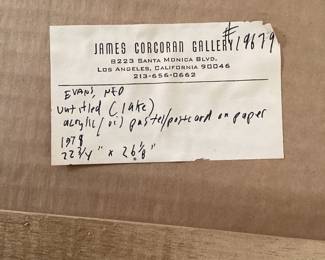 JAMES CORCORAN GALLERY #19679
8223 SANTA MONICA BLVD.
LOS ANGELES, CALIFORNIA 90046
213-656-0662
EVANS, NED
untitled (lake)
acrylic/oil pastel/postcard on paper
1978
22 3/4" x 26 1/8"